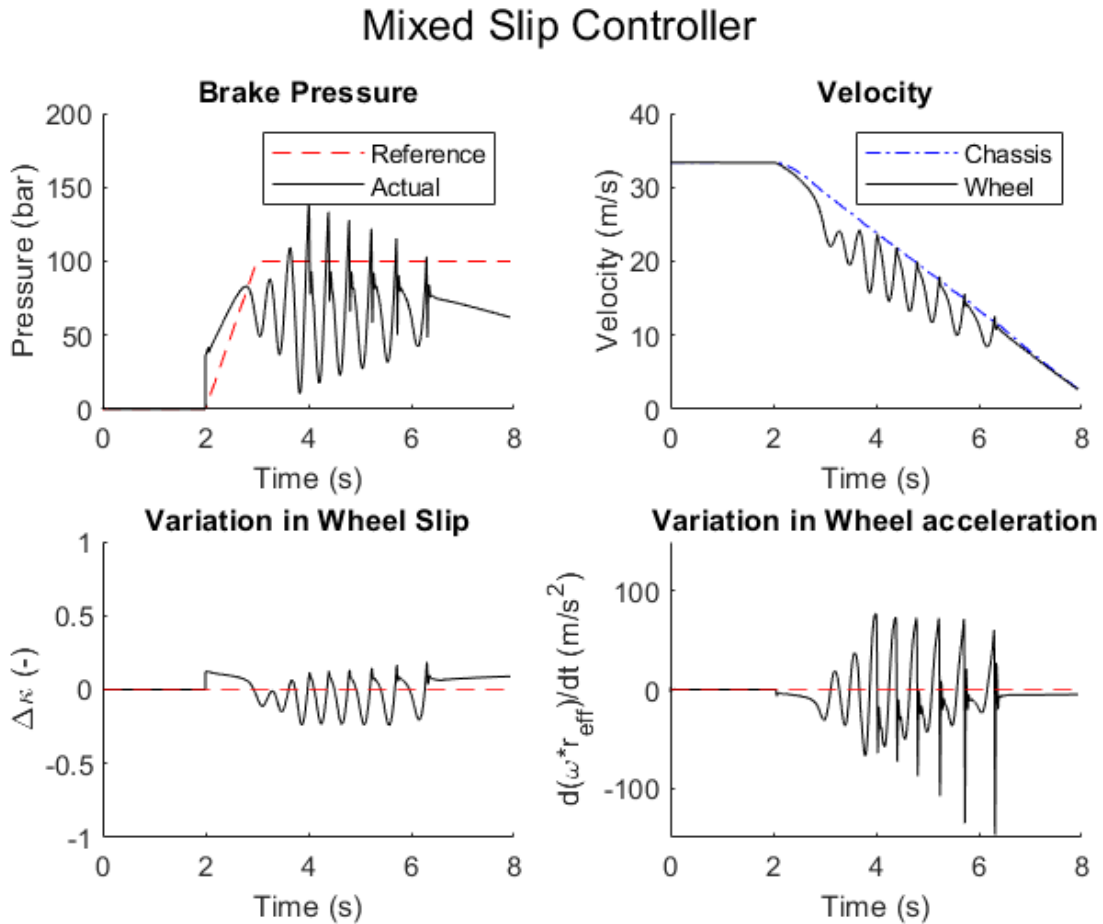 Mixed Slip Controller
Brake Pressure
200
150
100
50
0
Pressure (bar)
Reference
Actual
0 2 4 6 8
Time (s)
Velocity
40
30
20
10
0
Velocity (m/s)
Chassis
Wheel
0 2 4 6 8
Time (s)
Variation in Wheel Slip
1
0.5
0
-0.5
-1
Δκ (-)
0 2 4 6 8
Time (s)
Variation in Wheel acceleration
100
0
-100
d(ω*r_eff))/dt (m/s²)
0 2 4 6 8
Time (s)